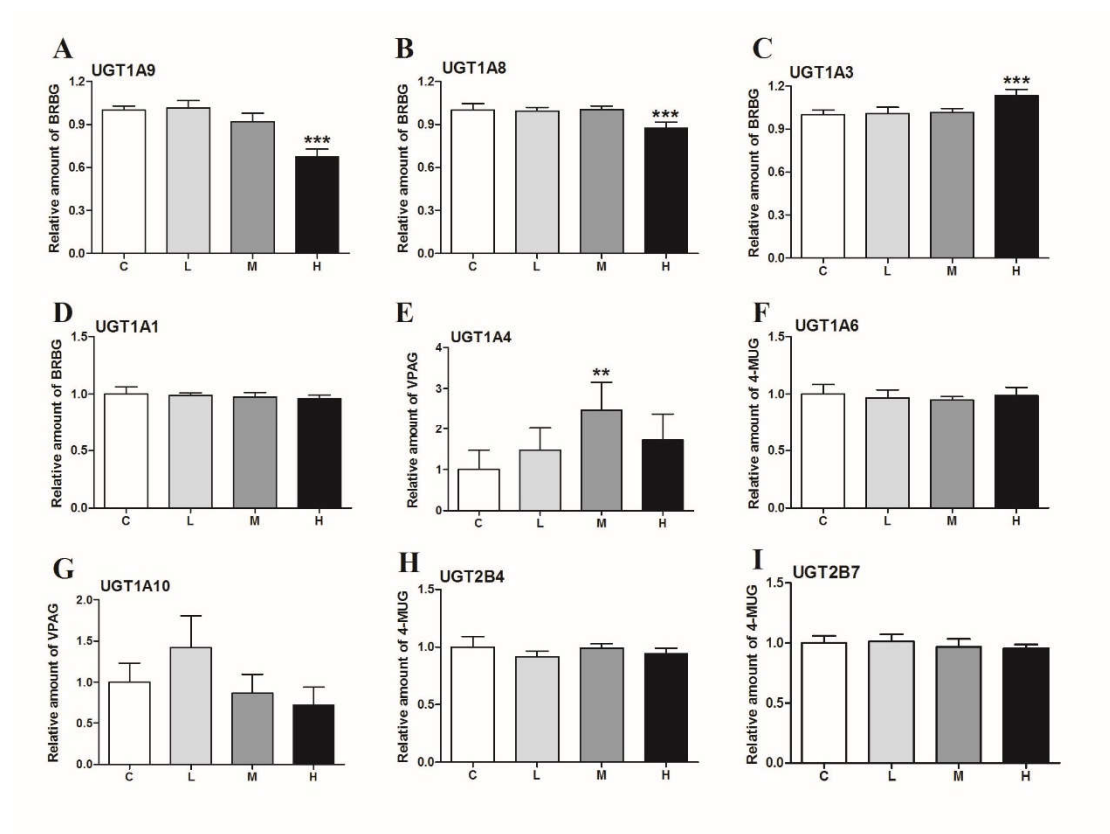 A
UGT1A9
Relative amount of BRBG
1.2
0.9
0.6
0.3
0.0
***
C L M H
B
UGT1A8
Relative amount of BRBG
1.2
0.9
0.6
0.3
0.0
***
C L M H
C
UGT1A3
Relative amount of BRBG
1.2
0.9
0.6
0.3
0.0
***
C L M H
D
UGT1A1
Relative amount of BRBG
1.5
1.0
0.5
0.0
C L M H
E
UGT1A4
Relative amount of VPAG
4
3
2
1
0
**
C L M H
F
UGT1A6
Relative amount of 4-MUG
1.5
1.0
0.5
0.0
C L M H
G
UGT1A10
Relative amount of VPAG
2.0
1.5
1.0
0.5
0.0
C L M H
H
UGT2B4
Relative amount of 4-MUG
1.5
1.0
0.5
0.0
C L M H
I
UGT2B7
Relative amount of 4-MUG
1.5
1.0
0.5
0.0
C L M H